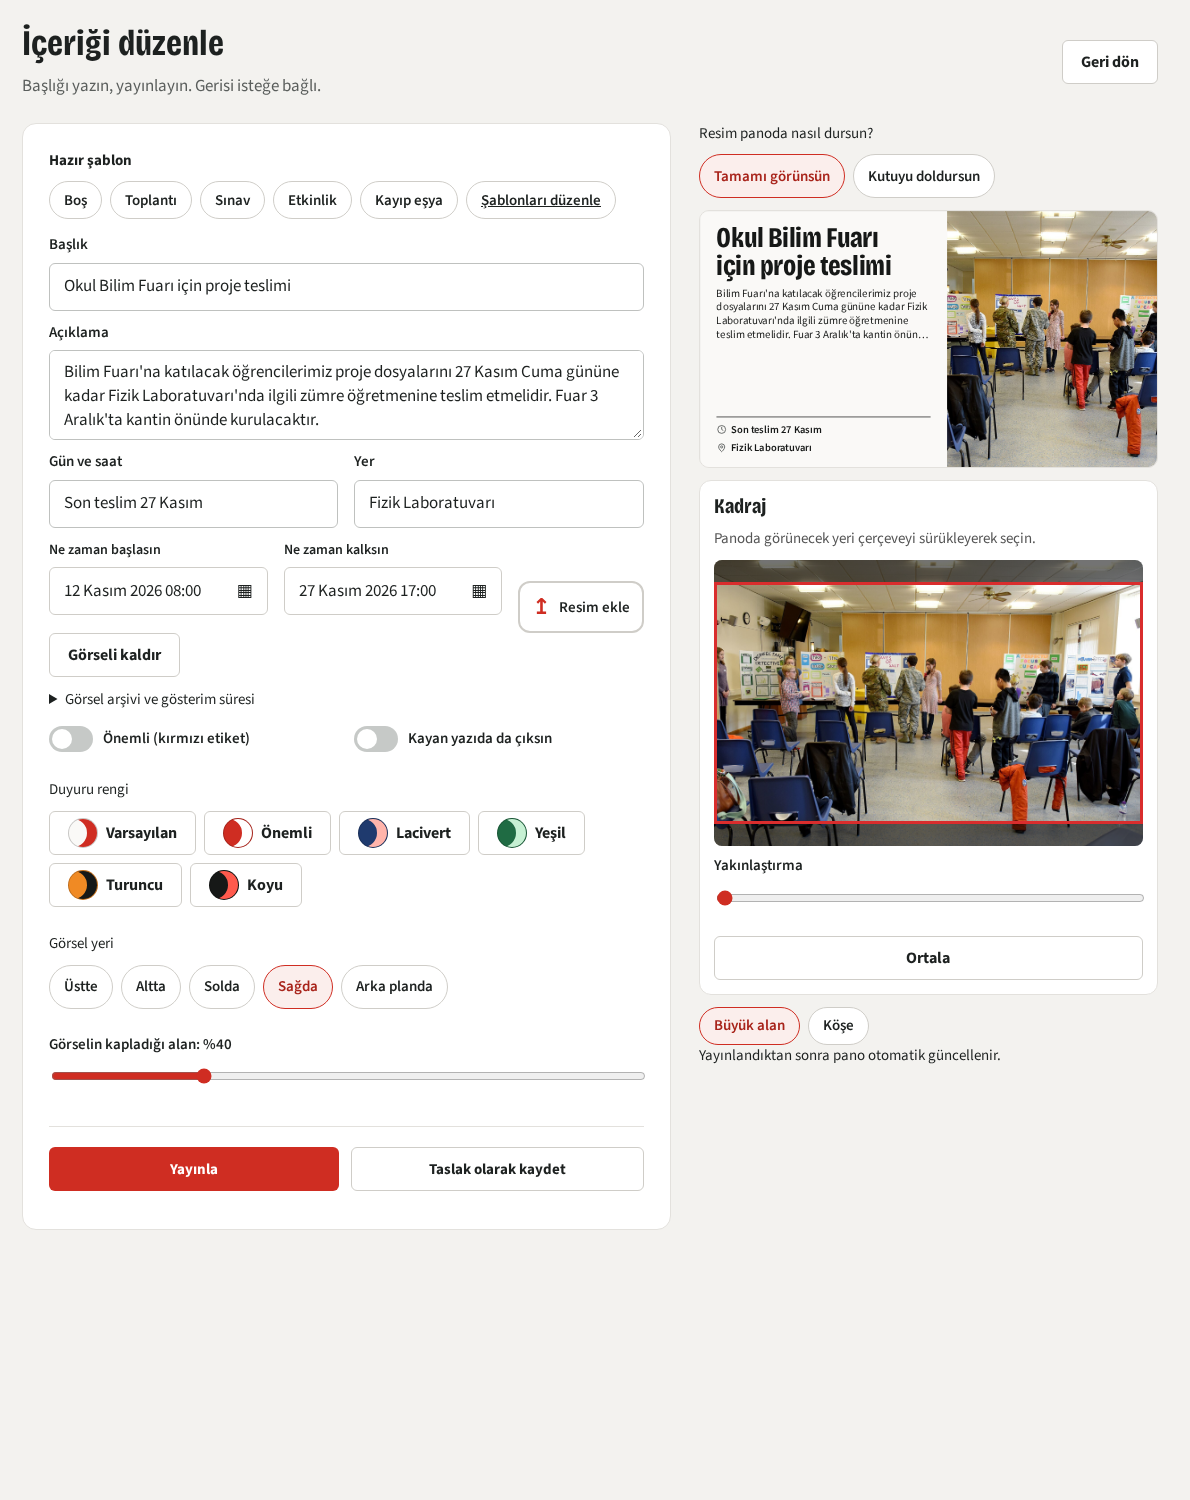 İçeriği düzenle
Başlığı yazın, yayınlayın. Gerisi isteğe bağlı.
Geri dön
Hazır şablon
Boş
Toplantı
Sınav
Etkinlik
Kayıp eşya
Şablonları düzenle
Başlık
Okul Bilim Fuarı için proje teslimi
Açıklama
Bilim Fuarı'na katılacak öğrencilerimiz proje dosyalarını 27 Kasım Cuma gününe
kadar Fizik Laboratuvarı'nda ilgili zümre öğretmenine teslim etmelidir. Fuar 3
Aralık'ta kantin önünde kurulacaktır.
Gün ve saat
Yer
Son teslim 27 Kasım
Fizik Laboratuvarı
Ne zaman başlasın
Ne zaman kalksın
12 Kasım 2026 08:00
27 Kasım 2026 17:00
Resim ekle
Görseli kaldır
Görsel arşivi ve gösterim süresi
Önemli (kırmızı etiket)
Kayan yazıda da çıksın
Duyuru rengi
Varsayılan
Önemli
Lacivert
Yeşil
Turuncu
Koyu
Görsel yeri
Üstte
Altta
Solda
Sağda
Arka planda
Görselin kapladığı alan: %40
Yayınla
Taslak olarak kaydet
Resim panoda nasıl dursun?
Tamamı görünsün
Kutuyu doldursun
Okul Bilim Fuarı
için proje teslimi
Bilim Fuarı'na katılacak öğrencilerimiz proje
dosyalarını 27 Kasım Cuma gününe kadar Fizik
Laboratuvarı'nda ilgili zümre öğretmenine
teslim etmelidir. Fuar 3 Aralık'ta kantin önün…
Son teslim 27 Kasım
Fizik Laboratuvarı
Kadraj
Panoda görünecek yeri çerçeveyi sürükleyerek seçin.
Yakınlaştırma
Ortala
Büyük alan
Köşe
Yayınlandıktan sonra pano otomatik güncellenir.